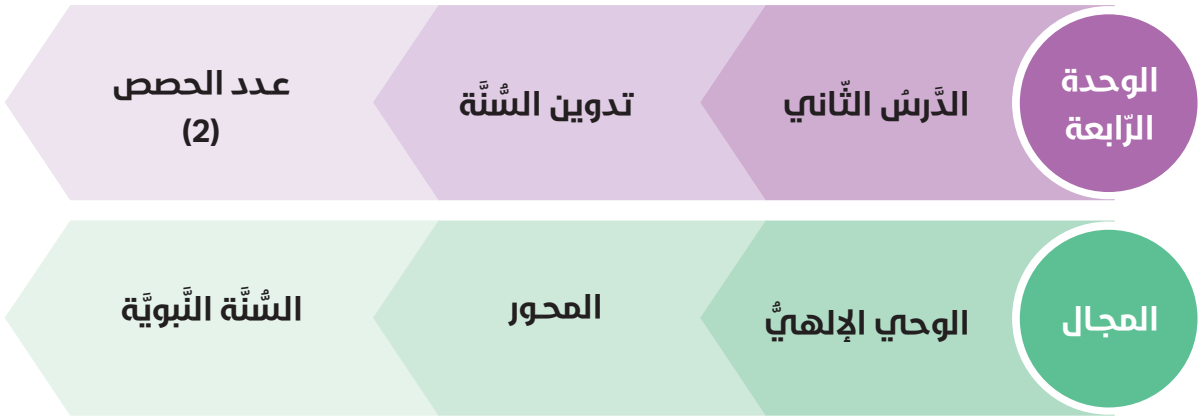 الوحدة
الرّابعة
الدَّرسُ الثّاني
تدوين السُّنَّة
عدد الحصص
(2)
المجال
الوحي الإلهيُّ
المحور
السُّنَّة النَّبويَّة